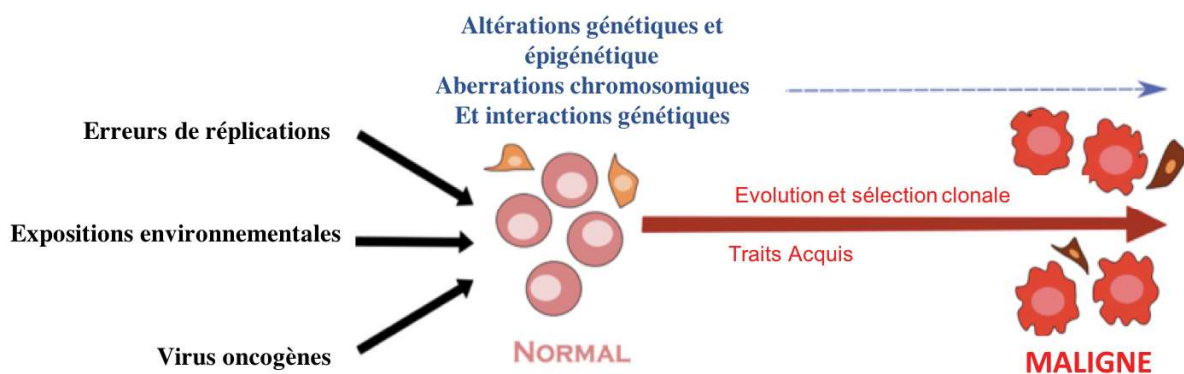 Altérations génétiques et
épigénétique
Aberrations chromosomiques
Et interactions génétiques
Erreurs de réplications
Expositions environnementales
Virus oncogènes
NORMAL
Evolution et sélection clonale
Traits Acquis
MALIGNE